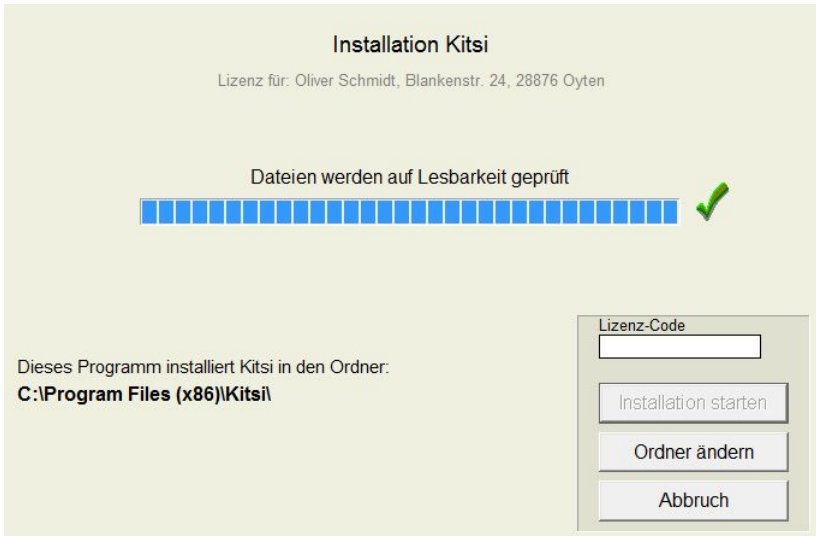 Installation Kitsi
Lizenz für: Oliver Schmidt, Blankenstr. 24, 28876 Oyten
Dateien werden auf Lesbarkeit geprüft
Dieses Programm installiert Kitsi in den Ordner:
C:\Program Files (x86)\Kitsi\
Lizenz-Code
Installation starten
Ordner ändern
Abbruch